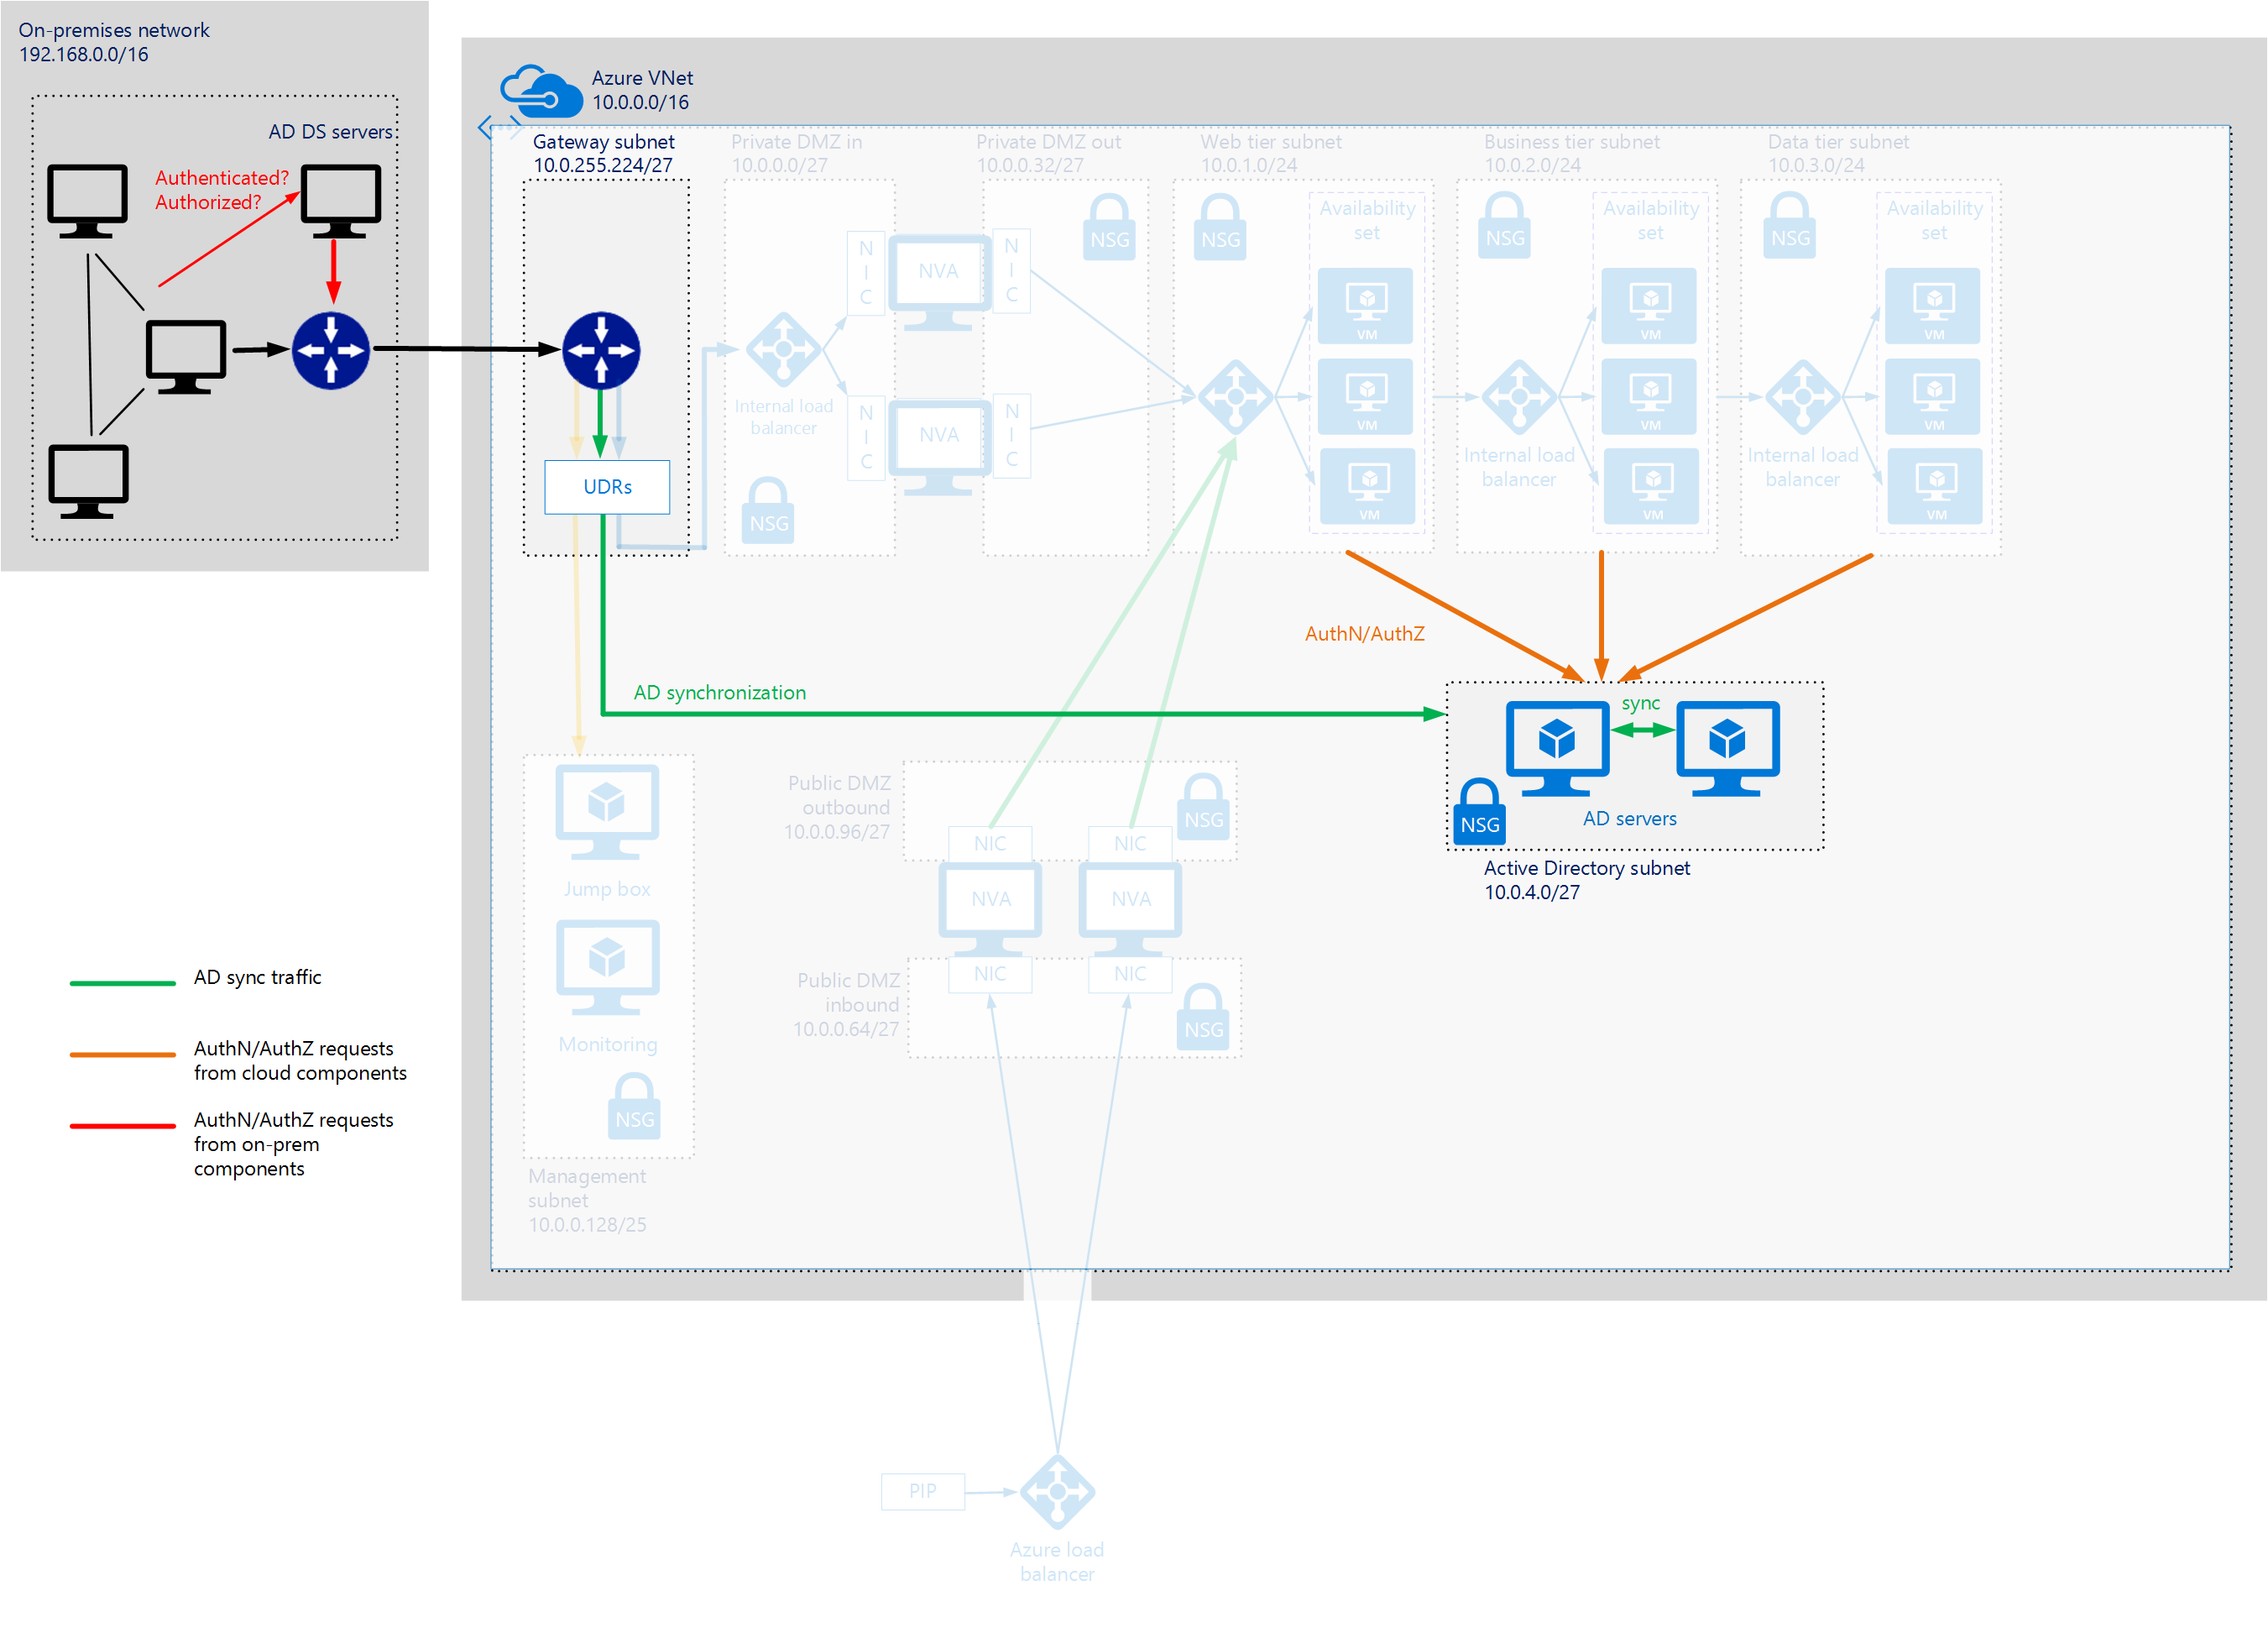 On-premises network
192.168.0.0/16
AD DS servers
Authenticated?
Authorized?
Azure VNet
10.0.0.0/16
Gateway subnet
10.0.255.224/27
UDRs
Private DMZ in
10.0.0.0/27
Internal load
balancer
NSG
NIC
NVA
NIC
NIC
NVA
NIC
Private DMZ out
10.0.0.32/27
NSG
Web tier subnet
10.0.1.0/24
NSG
Availability
set
VM
VM
VM
Business tier subnet
10.0.2.0/24
NSG
Availability
set
Internal load
balancer
VM
VM
VM
Data tier subnet
10.0.3.0/24
NSG
Availability
set
Internal load
balancer
VM
VM
VM
AuthN/AuthZ
AD synchronization
sync
NSG
AD servers
Active Directory subnet
10.0.4.0/27
Public DMZ
outbound
10.0.0.96/27
NSG
NIC
NIC
NVA
NVA
Public DMZ
inbound
10.0.0.64/27
NIC
NIC
NSG
Jump box
Monitoring
NSG
Management
subnet
10.0.0.128/25
AD sync traffic
AuthN/AuthZ requests
from cloud components
AuthN/AuthZ requests
from on-prem
components
PIP
Azure load
balancer